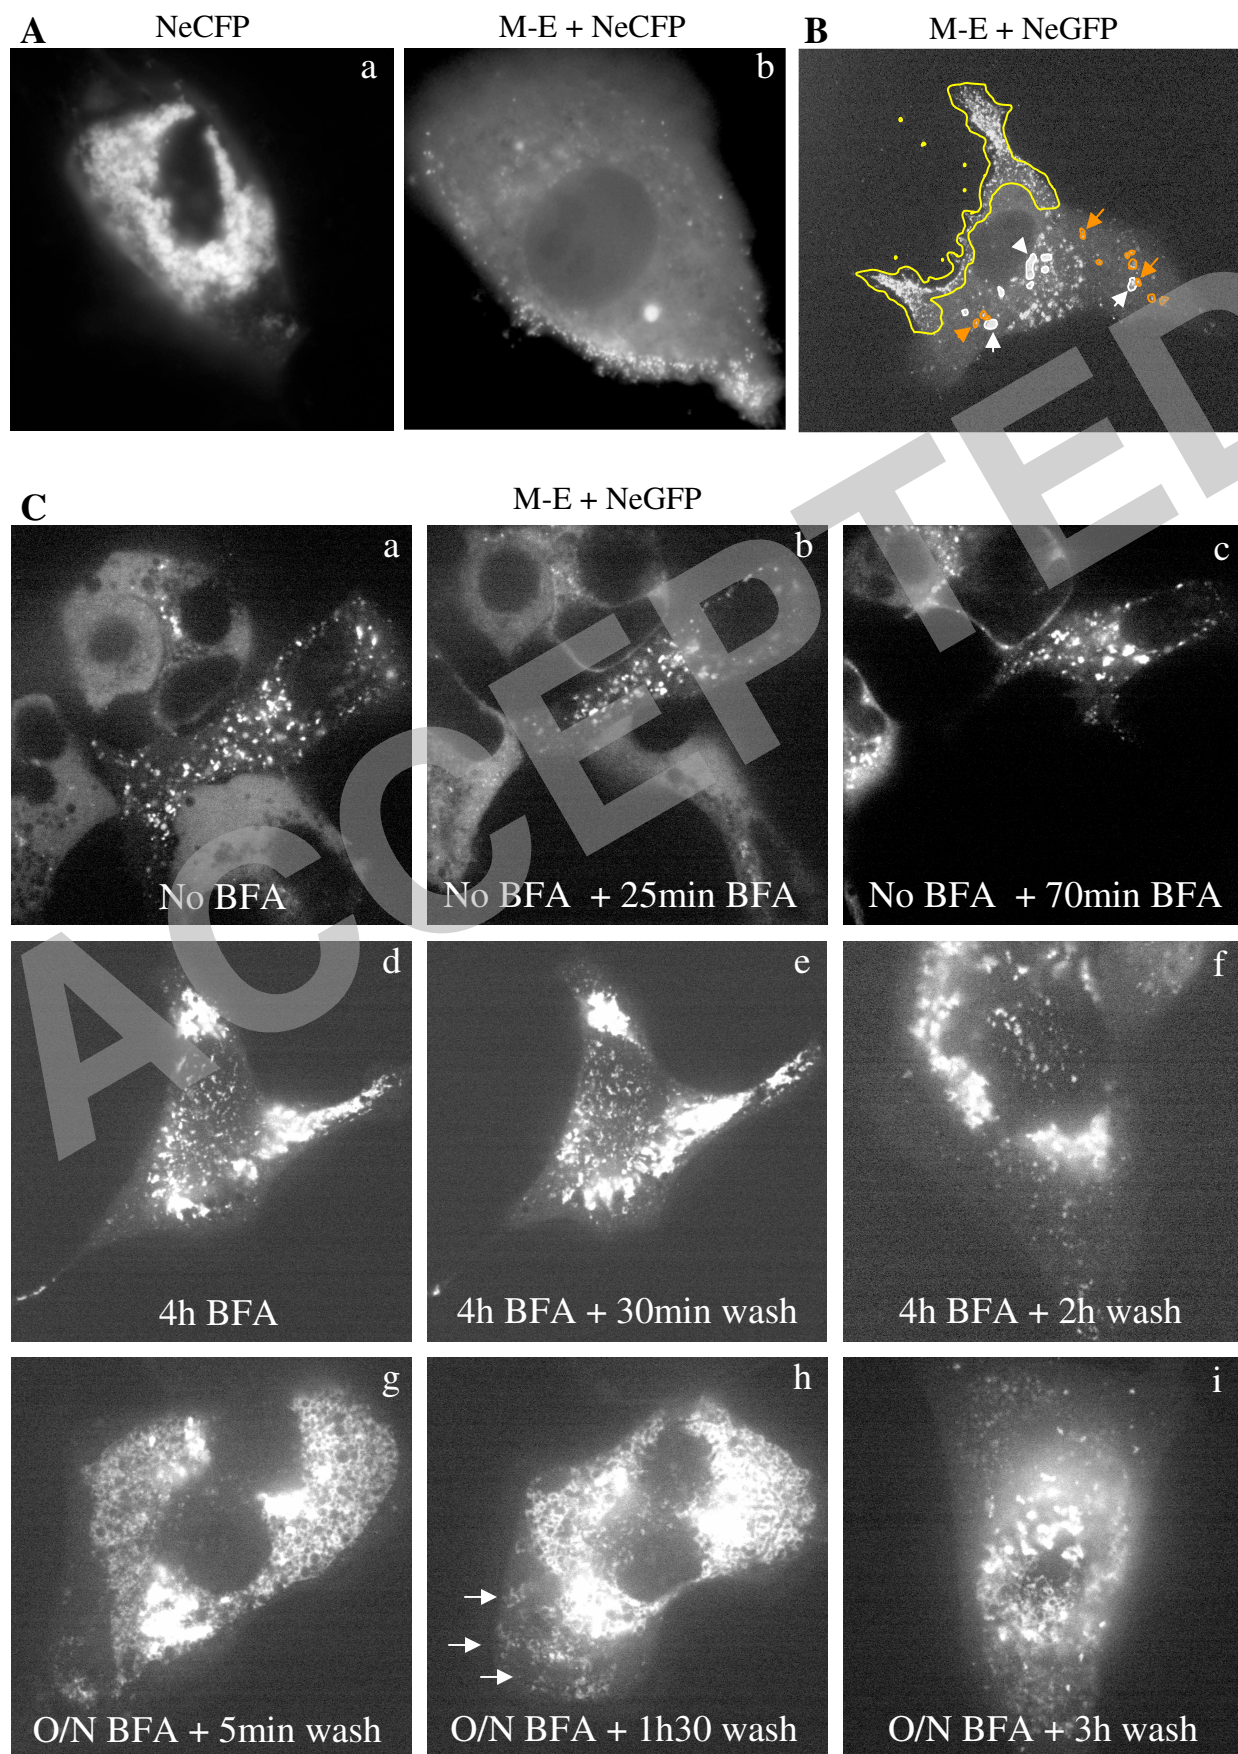 A
NeCFP
M-E + NeCFP
B
M-E + NeGFP
a
b
C
M-E + NeGFP
a
b
c
No BFA
No BFA + 25min BFA
No BFA + 70min BFA
d
e
f
4h BFA
4h BFA + 30min wash
4h BFA + 2h wash
g
h
i
O/N BFA + 5min wash
O/N BFA + 1h30 wash
O/N BFA + 3h wash
ACCEPTED